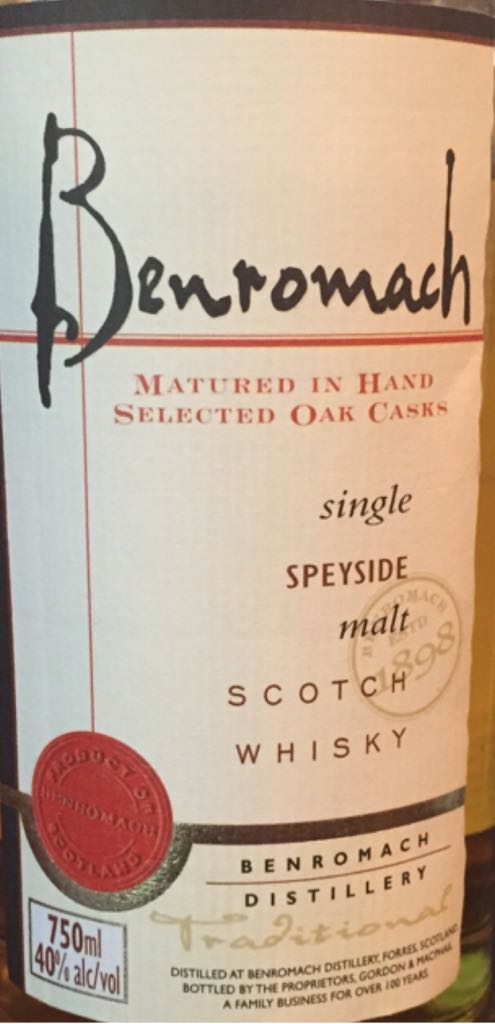 Benromach
MATURED IN HAND
SELECTED OAK CASKS
single
SPEYSIDE
malt
BENROMACH
ESTD
1898
SCOTCH
WHISKY
PRODUCT OF
BENROMACH
SCOTLAND
BENROMACH
DISTILLERY
Traditional
750ml
40% alc/vol
DISTILLED AT BENROMACH DISTILLERY, FORRES, SCOTLAND
BOTTLED BY THE PROPRIETORS, GORDON & MACPHAIL
A FAMILY BUSINESS FOR OVER 100 YEARS